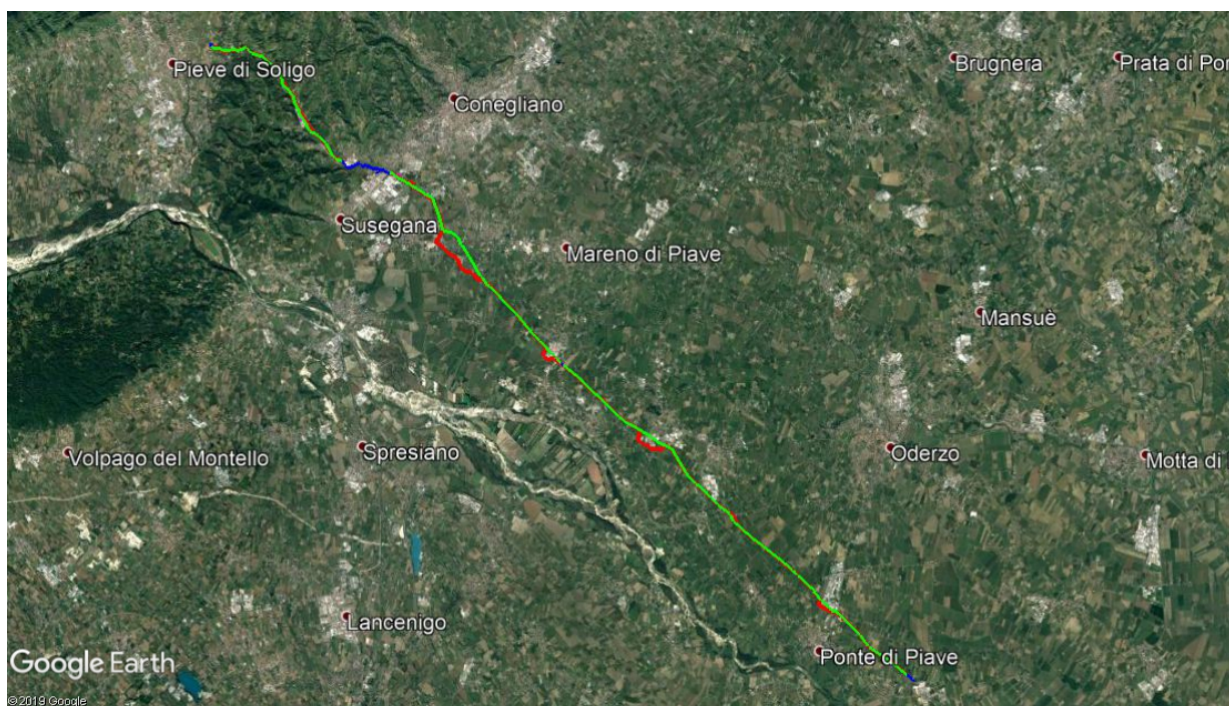 Pieve di Soligo
Brugnera
Prata di Por
Conegliano
Susegana
Mareno di Piave
Mansuè
Volpago del Montello
Spresiano
Oderzo
Motta di
Lancenigo
Ponte di Piave
Google Earth
©2019 Google